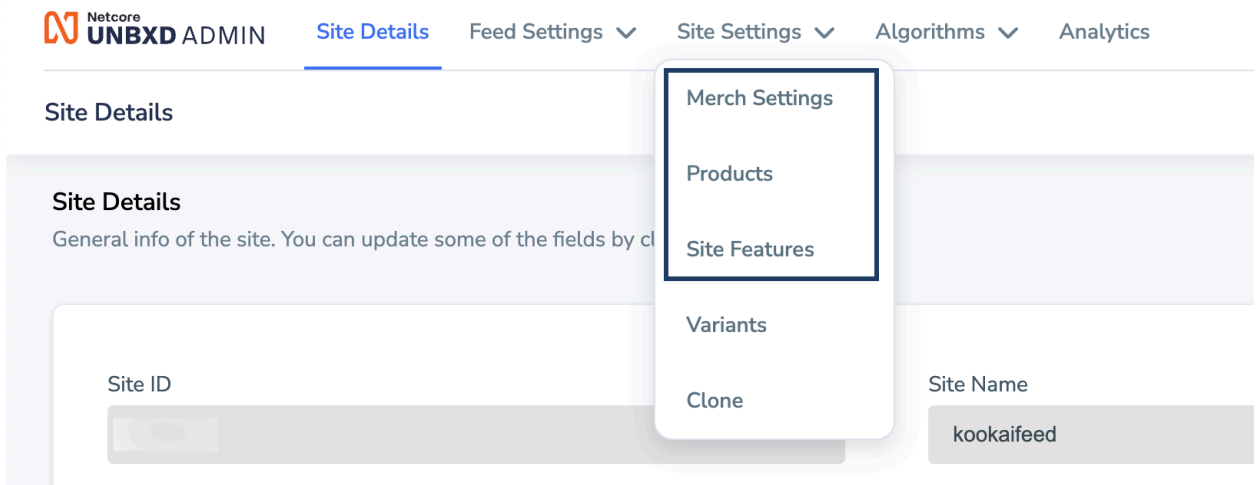 Netcore
UNBXD ADMIN
Site Details
Feed Settings
Site Settings
Algorithms
Analytics
Site Details
Merch Settings
Products
Site Features
Variants
Clone
Site Details
General info of the site. You can update some of the fields by
Site ID
Site Name
kookaifeed